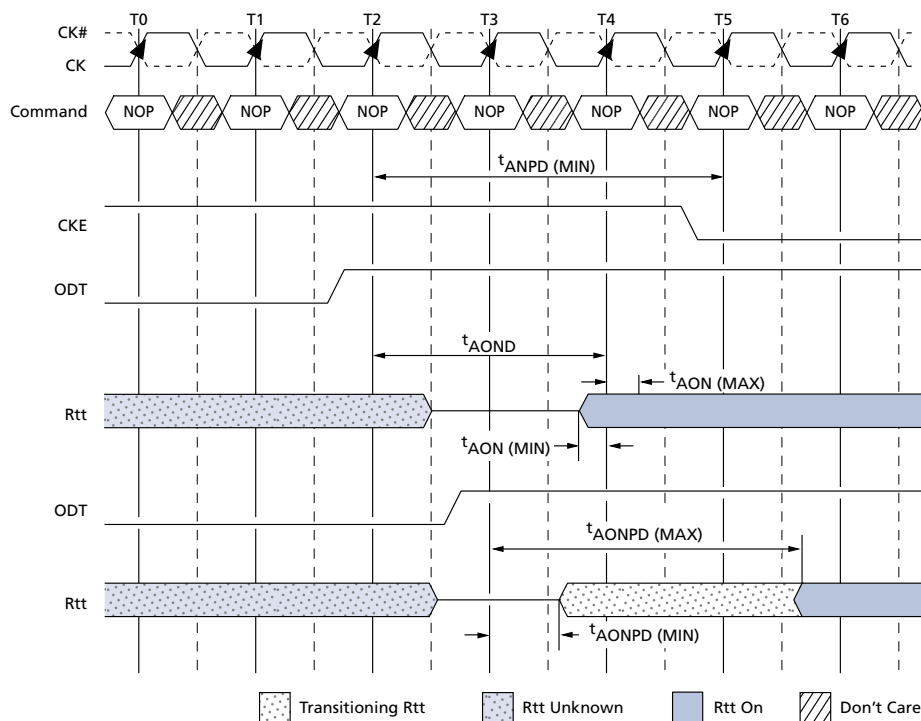 T0 T1 T2 T3 T4 T5 T6
CK#
CK
Command NOP NOP NOP NOP NOP NOP NOP
tANPD (MIN)
CKE
ODT
tAOND
tAON (MAX)
Rtt
tAON (MIN)
ODT
tAONPD (MAX)
Rtt
tAONPD (MIN)
Transitioning Rtt Rtt Unknown Rtt On Don't Care